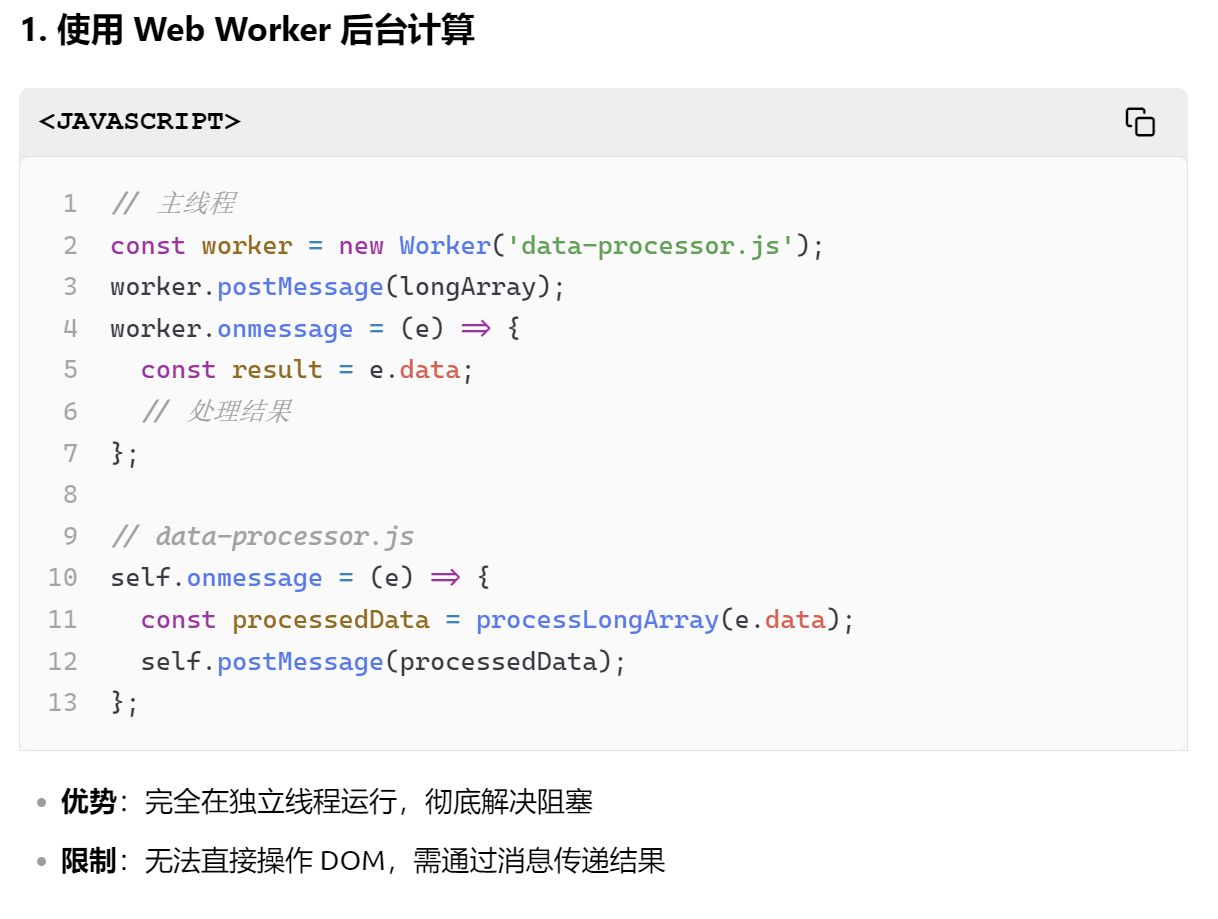 1. 使用 Web Worker 后台计算
<JAVASCRIPT>
1 // 主线程
2 const worker = new Worker('data-processor.js');
3 worker.postMessage(longArray);
4 worker.onmessage = (e) => {
5   const result = e.data;
6   // 处理结果
7 };
8
9 // data-processor.js
10 self.onmessage = (e) => {
11   const processedData = processLongArray(e.data);
12   self.postMessage(processedData);
13 };
• 优势：完全在独立线程运行，彻底解决阻塞
• 限制：无法直接操作 DOM，需通过消息传递结果